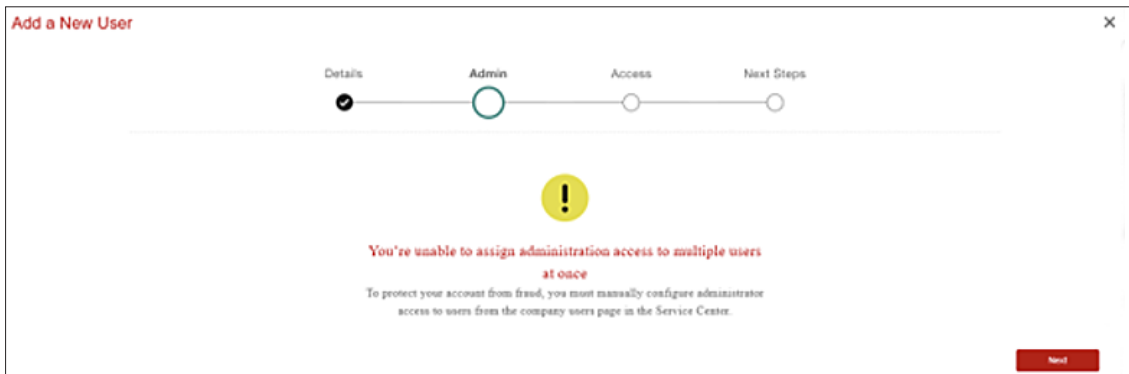 Add a New User
Details Admin Access Next Steps
You're unable to assign administration access to multiple users
at once
To protect your account from fraud, you must manually configure administrator
access to users from the company users page in the Service Center.
Next